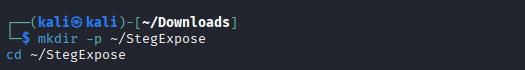 ┌──(kali㉿kali)-[~/Downloads]
└─$ mkdir -p ~/StegExpose
cd ~/StegExpose